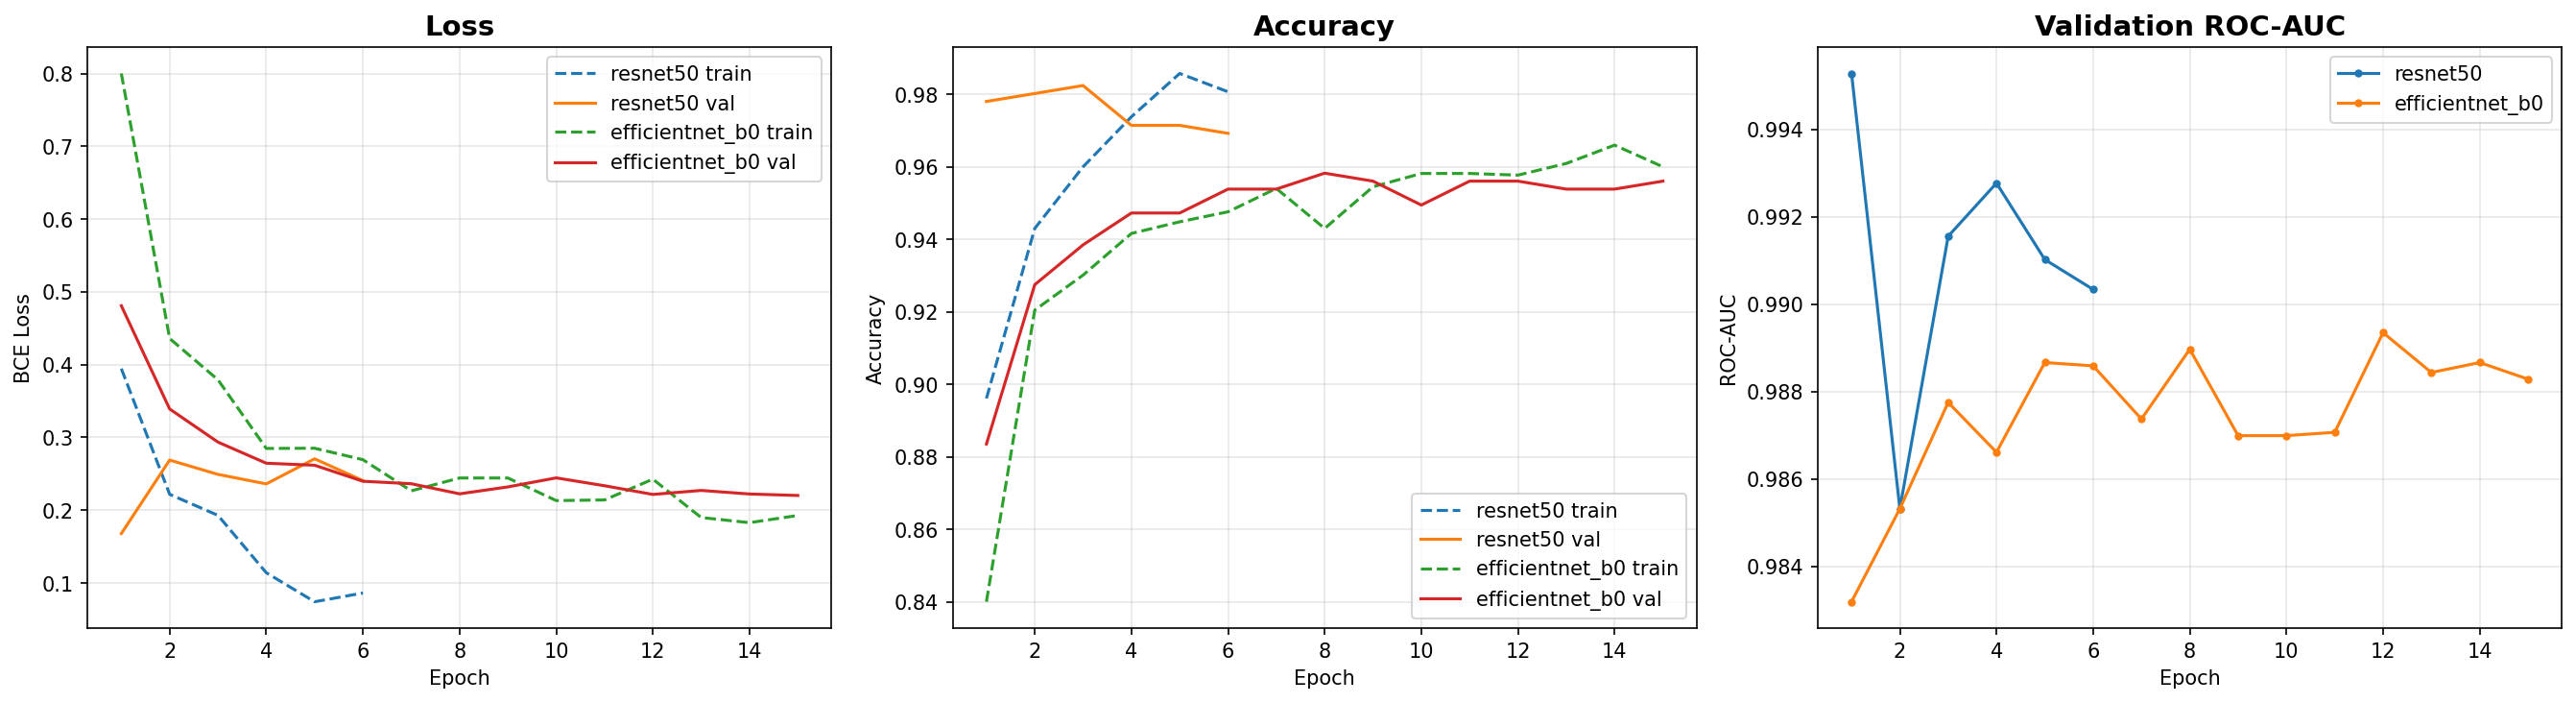 Loss
0.8
0.7
0.6
0.5
0.4
0.3
0.2
0.1
BCE Loss
2 4 6 8 10 12 14
Epoch
resnet50 train
resnet50 val
efficientnet_b0 train
efficientnet_b0 val
Accuracy
0.98
0.96
0.94
0.92
0.90
0.88
0.86
0.84
Accuracy
2 4 6 8 10 12 14
Epoch
resnet50 train
resnet50 val
efficientnet_b0 train
efficientnet_b0 val
Validation ROC-AUC
0.994
0.992
0.990
0.988
0.986
0.984
ROC-AUC
2 4 6 8 10 12 14
Epoch
resnet50
efficientnet_b0